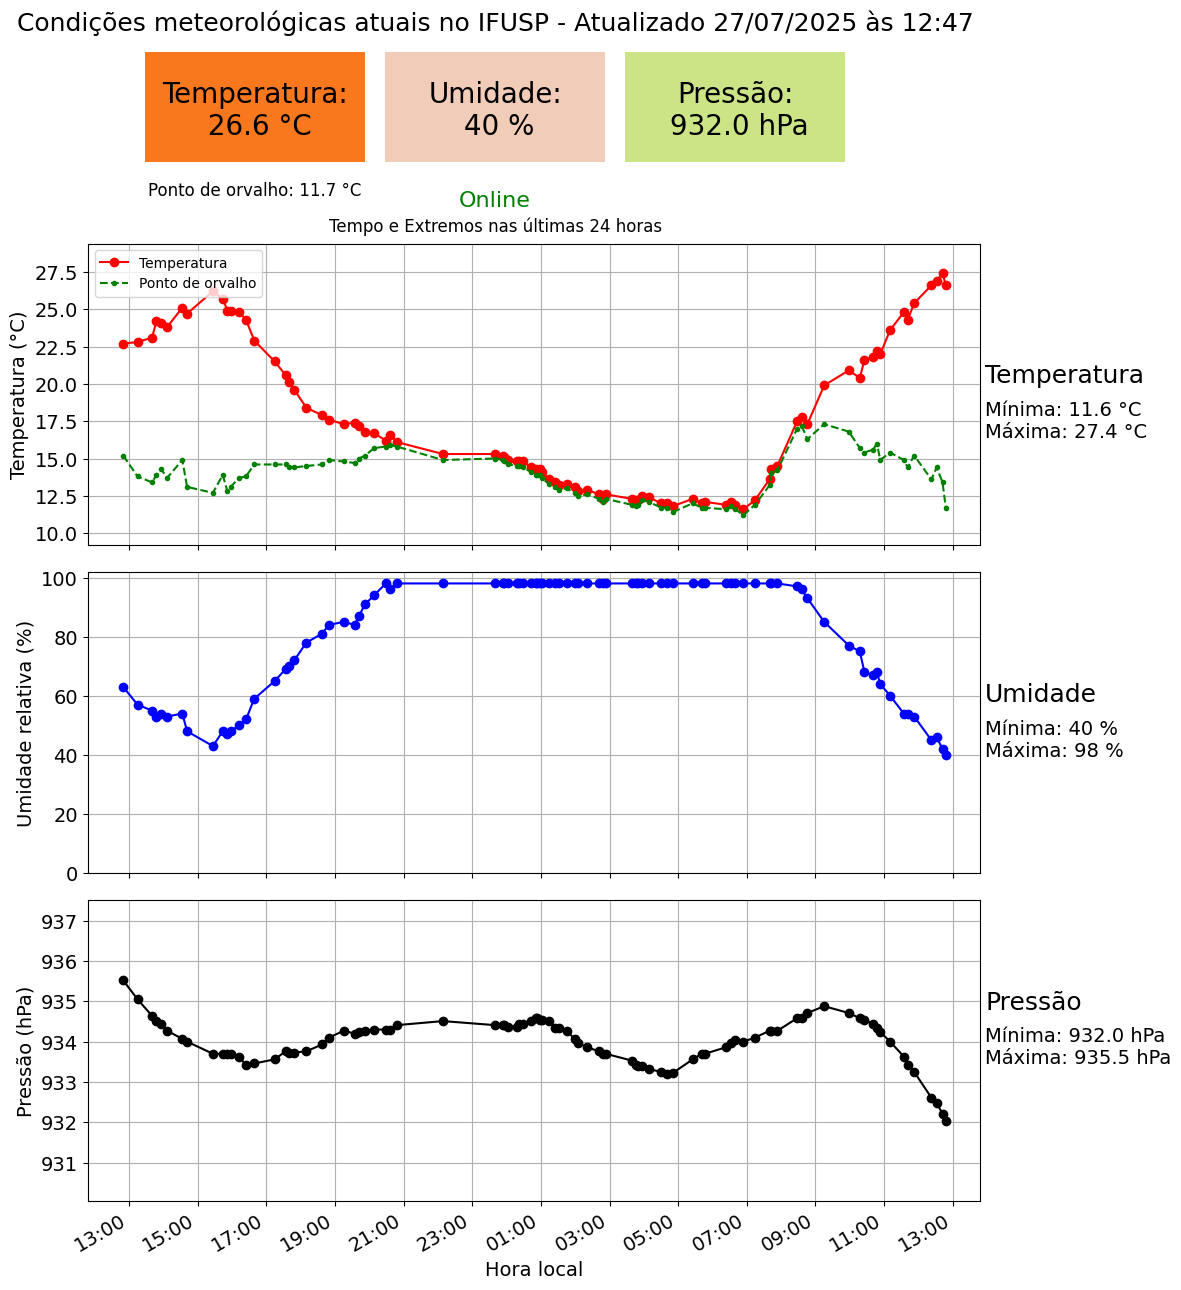 Condições meteorológicas atuais no IFUSP - Atualizado 27/07/2025 às 12:47
Temperatura:
26.6 °C
Umidade:
40 %
Pressão:
932.0 hPa
Ponto de orvalho: 11.7 °C
Online
Tempo e Extremos nas últimas 24 horas
Temperatura
Ponto de orvalho
Temperatura (°C)
27.5
25.0
22.5
20.0
17.5
15.0
12.5
10.0
Temperatura
Mínima: 11.6 °C
Máxima: 27.4 °C
Umidade relativa (%)
100
80
60
40
20
0
Umidade
Mínima: 40 %
Máxima: 98 %
Pressão (hPa)
937
936
935
934
933
932
931
Pressão
Mínima: 932.0 hPa
Máxima: 935.5 hPa
13:00 15:00 17:00 19:00 21:00 23:00 01:00 03:00 05:00 07:00 09:00 11:00 13:00
Hora local